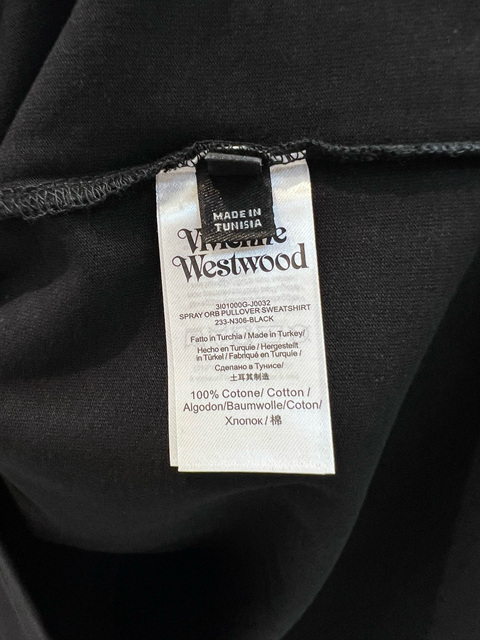 MADE IN
TUNISIA
Vivienne
Westwood
3I01000G-J0032
SPRAY ORB PULLOVER SWEATSHIRT
233-N306-BLACK
Fatto in Turchia / Made in Turkey/
Hecho en Turquie / Hergestellt
in Türkei / Fabriqué en Turquie /
Сделано в Тунисе/
土耳其制造
100% Cotone/ Cotton /
Algodon/Baumwolle/Coton/
Хлопок / 棉